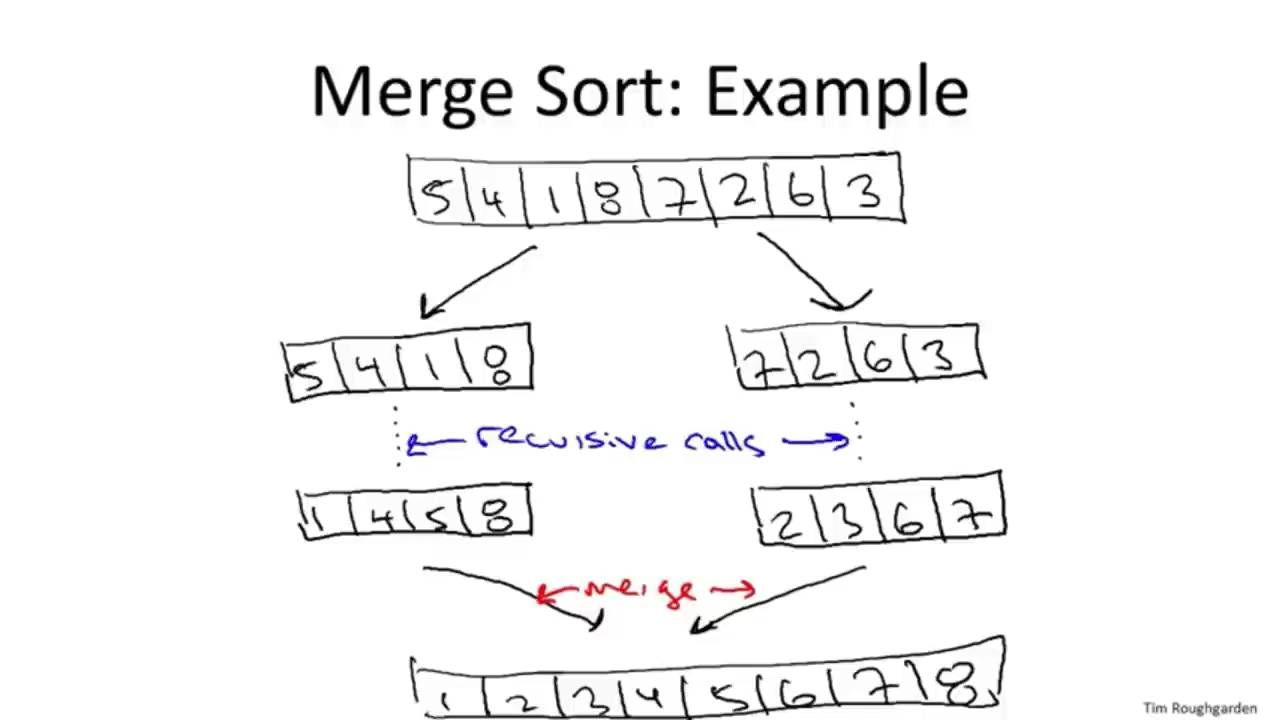 Merge Sort: Example
5 4 1 8 7 2 6 3
5 4 1 8 7 2 6 3
recursive calls
1 4 5 8 2 3 6 7
merge
1 2 3 4 5 6 7 8
Tim Roughgarden